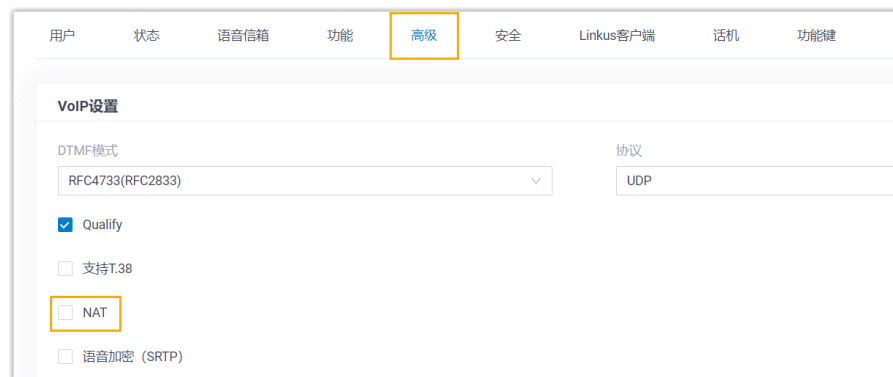 用户 状态 语音信箱 功能 高级 安全 Linkus客户端 话机 功能键
VoIP设置
DTMF模式 协议
RFC4733(RFC2833) UDP
Qualify
支持T.38
NAT
语音加密（SRTP）